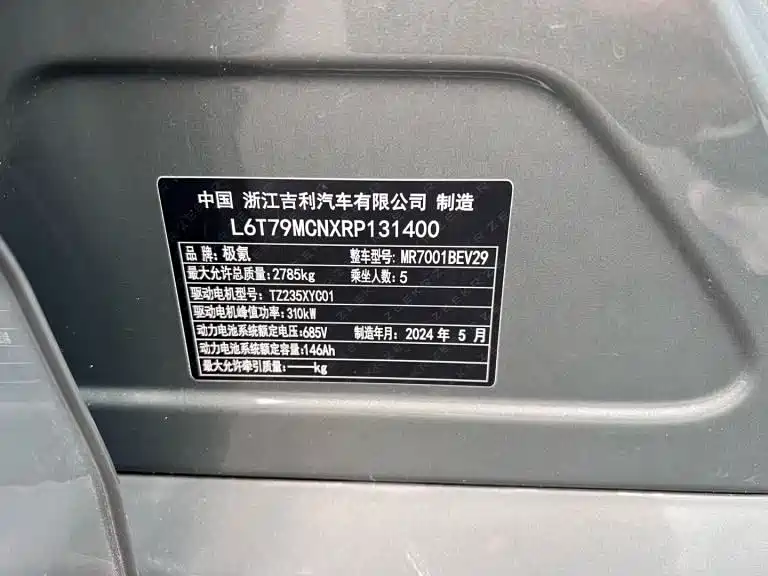 中国 浙江吉利汽车有限公司 制造
L6T79MCNXRP131400
品 牌: 极氪 整车型号: MR7001BEV29
最大允许总质量: 2785kg 乘坐人数: 5
驱动电机型号: TZ235XYC01
驱动电机峰值功率: 310kW
动力电池系统额定电压: 685V 制造年月: 2024 年 5 月
动力电池系统额定容量: 146Ah
最大允许牵引质量: ——kg